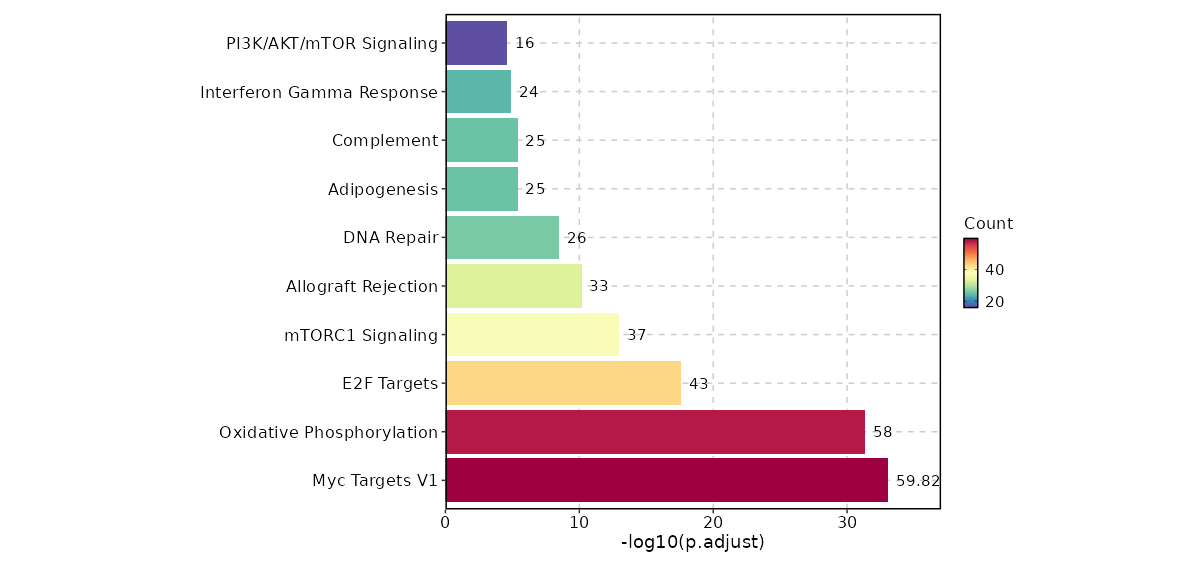 PI3K/AKT/mTOR Signaling 16
Interferon Gamma Response 24
Complement 25
Adipogenesis 25
DNA Repair 26
Allograft Rejection 33
mTORC1 Signaling 37
E2F Targets 43
Oxidative Phosphorylation 58
Myc Targets V1 59.82
0 10 20 30
-log10(p.adjust)
Count
40
20